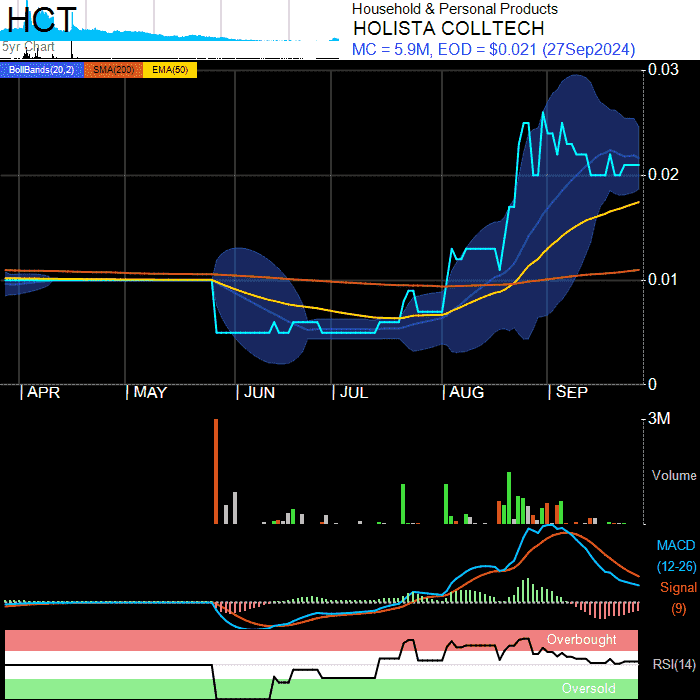 HCT
5yr Chart
Household & Personal Products
HOLISTA COLLTECH
MC = 5.9M, EOD = $0.021 (27Sep2024)
BollBands(20,2) SMA(200) EMA(50)
0.03
0.02
0.01
0
APR MAY JUN JUL AUG SEP
3M
Volume
MACD
(12-26)
Signal
(9)
Overbought
RSI(14)
Oversold